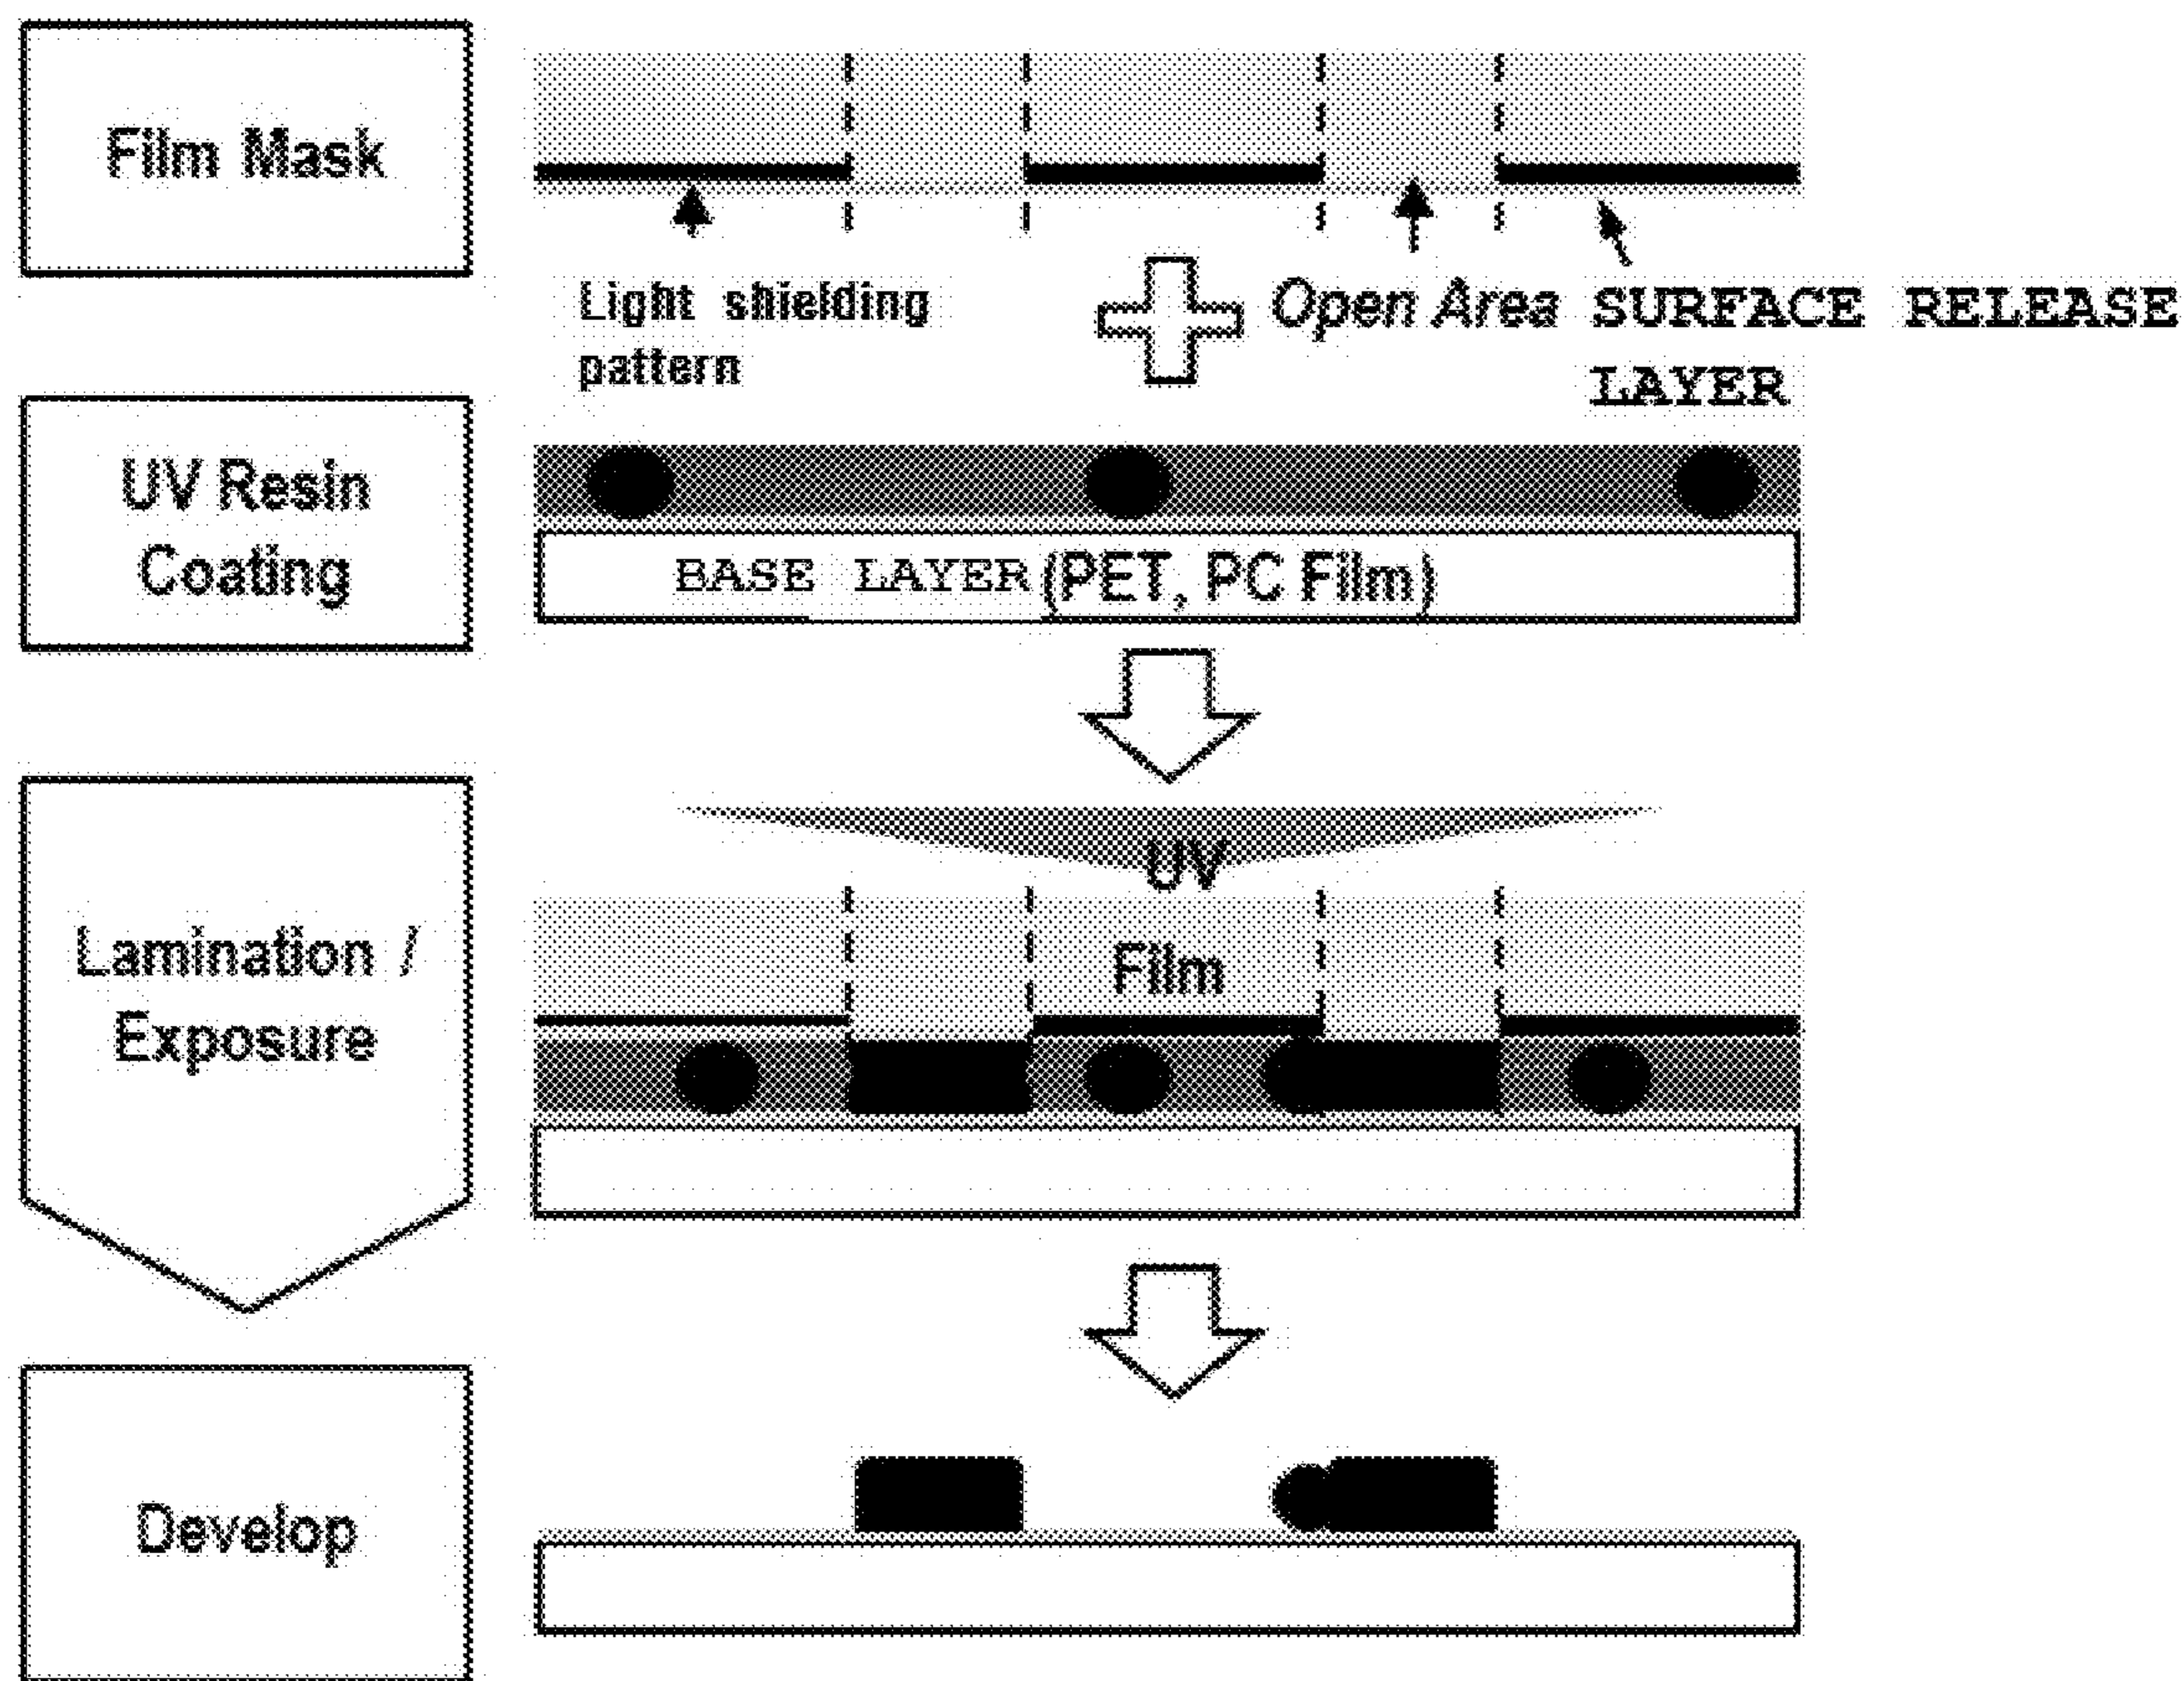 Film Mask
Light shielding
pattern
Open Area SURFACE RELEASE
LAYER
UV Resin
Coating
BASE LAYER (PET, PC Film)
UV
Lamination /
Exposure
Film
Develop